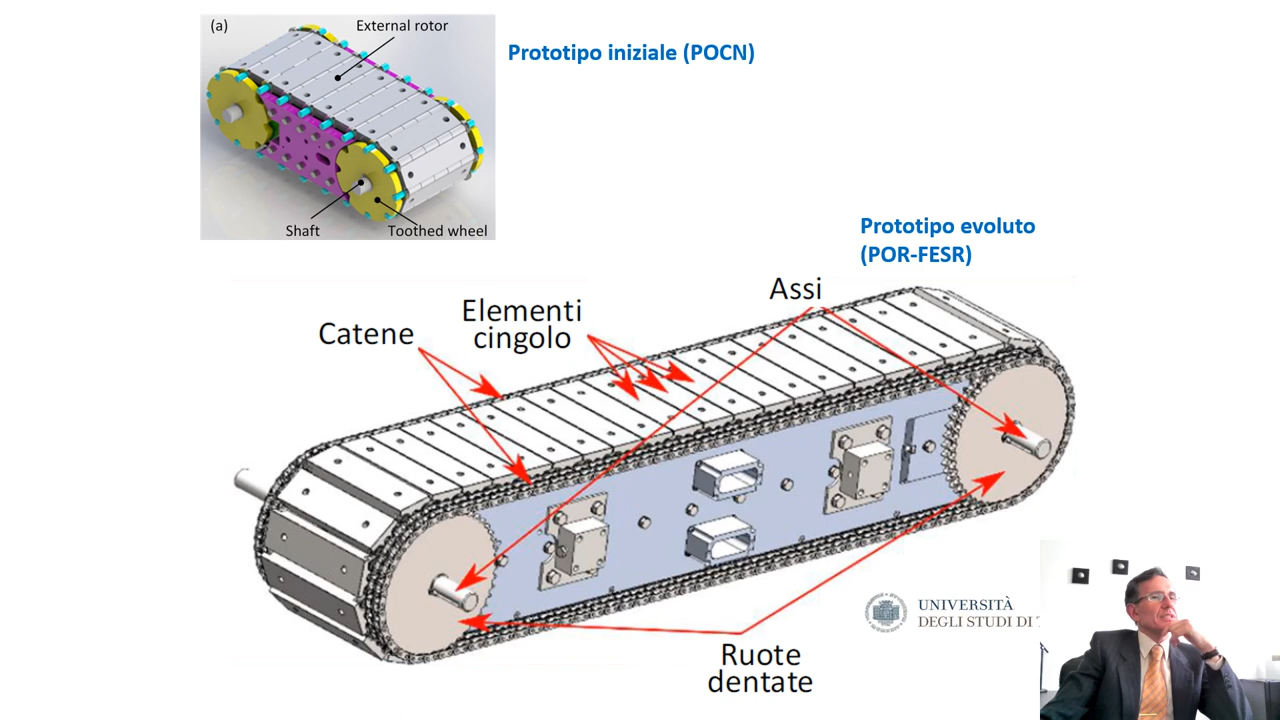 (a)
External rotor
Prototipo iniziale (POCN)
Shaft
Toothed wheel
Prototipo evoluto
(POR-FESR)
Assi
Elementi
cingolo
Catene
UNIVERSITÀ
DEGLI STUDI DI
Ruote
dentate